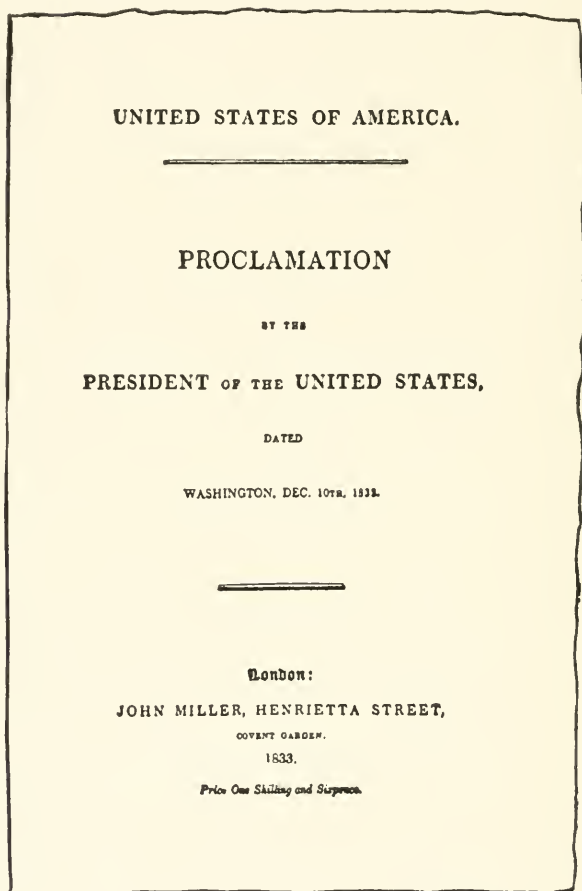 UNITED STATES OF AMERICA.
PROCLAMATION
BY THE
PRESIDENT OF THE UNITED STATES,
DATED
WASHINGTON, DEC. 10TH, 1832.
London:
JOHN MILLER, HENRIETTA STREET,
COVENT GARDEN.
1833.
Price One Shilling and Sixpence.